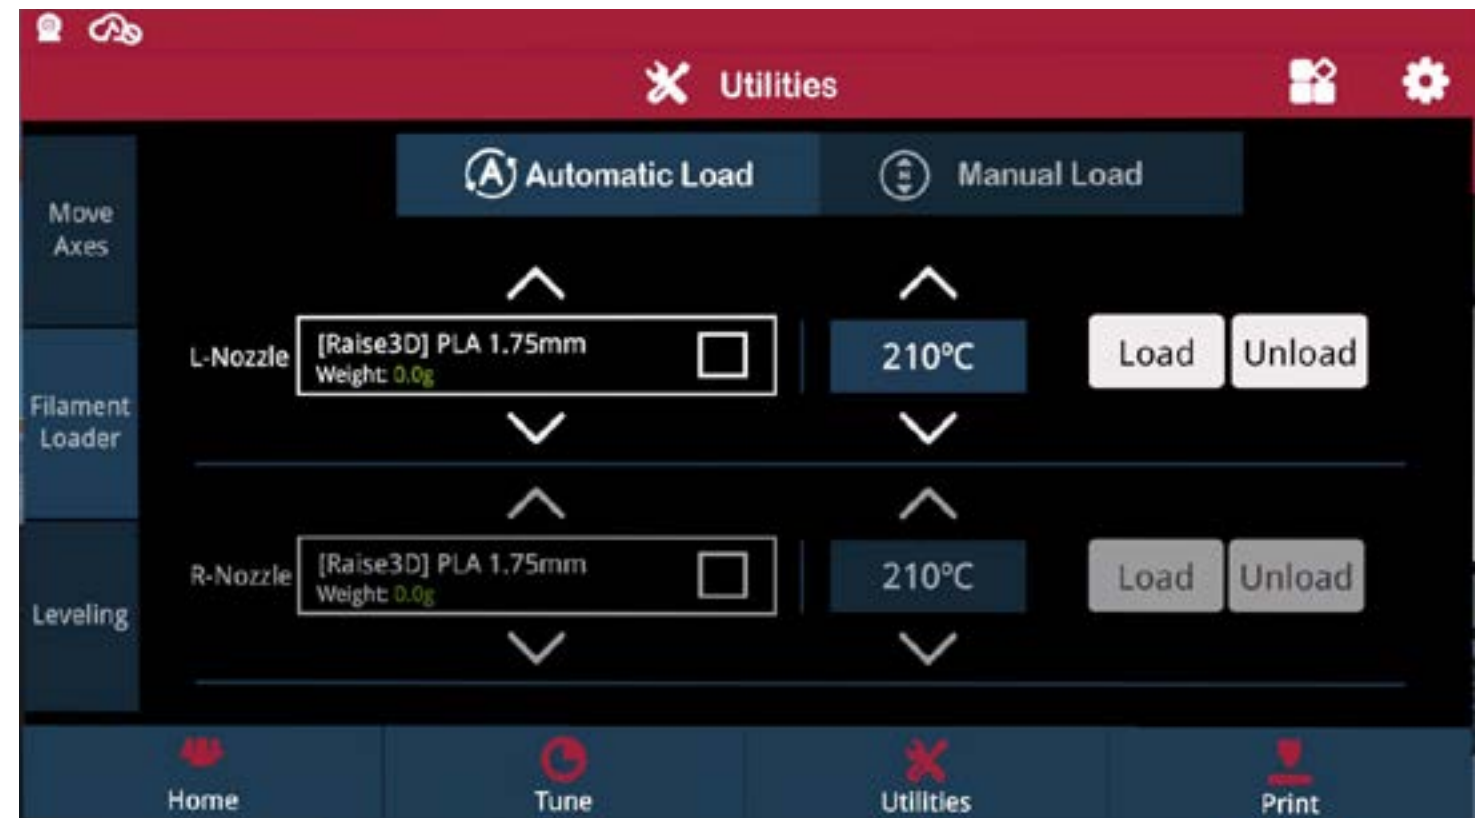 Utilities
Automatic Load
Manual Load
Move
Axes
L-Nozzle
[Raise3D] PLA 1.75mm
Weight: 0.0g
210°C
Load
Unload
Filament
Loader
R-Nozzle
[Raise3D] PLA 1.75mm
Weight: 0.0g
210°C
Load
Unload
Leveling
Home
Tune
Utilities
Print